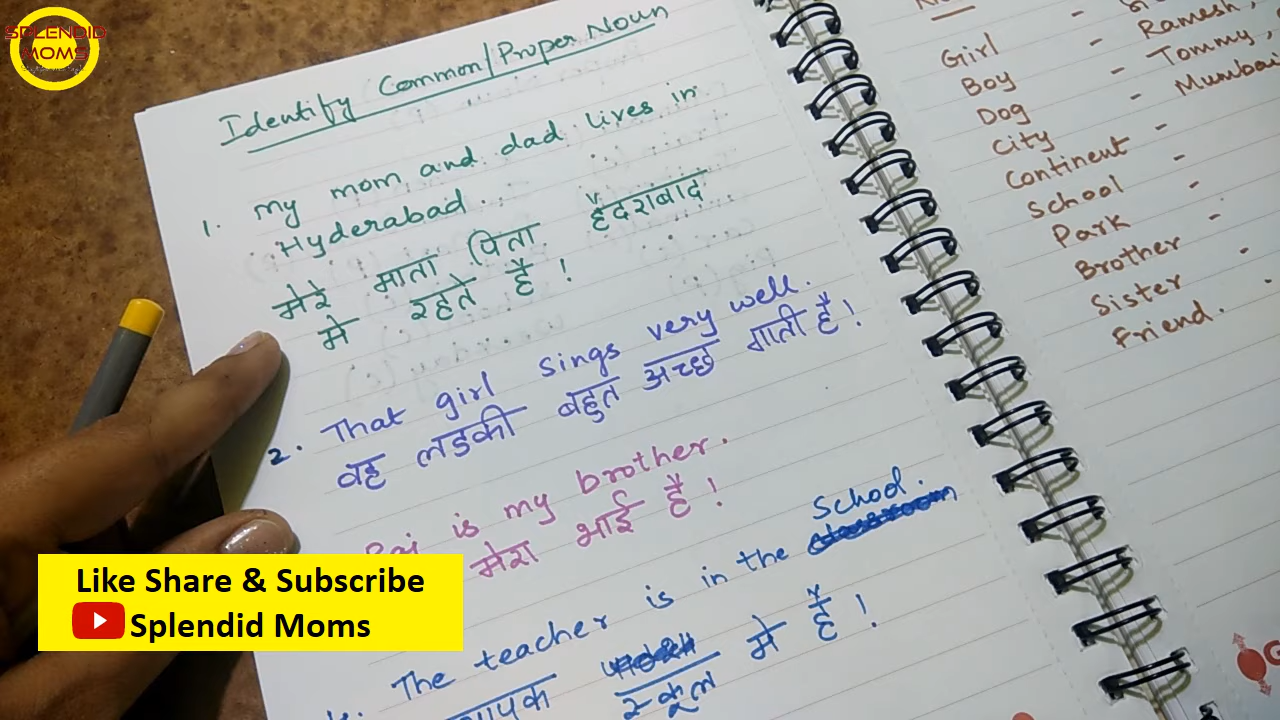 SPLENDID
MOMS
Identify Common/Proper Noun
1. My mom and dad lives in
Hyderabad.
मेरे माता पिता हैदराबाद
मे रहते है !
2. That girl sings very well.
वह लडकी बहुत अच्छे गाती है !
is my brother.
मेरा भाई है !
The teacher is in the School.
स्कूल मे है !
Girl
Boy - Ramesh,
Dog - Tommy,
City - Mumbai
Continent -
School -
Park -
Brother -
Sister -
Friend. -
Like Share & Subscribe
Splendid Moms